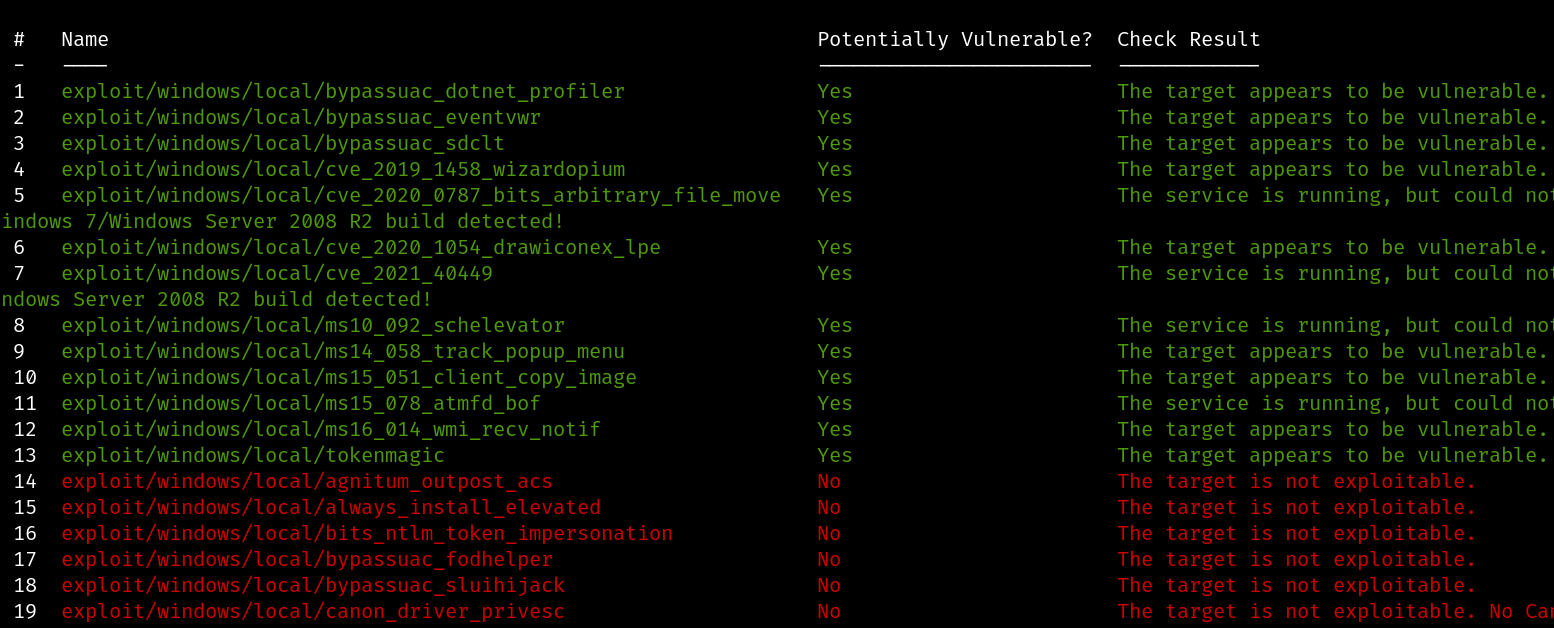 # Name Potentially Vulnerable? Check Result
- ---- ----------------------- ------------
1 exploit/windows/local/bypassuac_dotnet_profiler Yes The target appears to be vulnerable.
2 exploit/windows/local/bypassuac_eventvwr Yes The target appears to be vulnerable.
3 exploit/windows/local/bypassuac_sdclt Yes The target appears to be vulnerable.
4 exploit/windows/local/cve_2019_1458_wizardopium Yes The target appears to be vulnerable.
5 exploit/windows/local/cve_2020_0787_bits_arbitrary_file_move Yes The service is running, but could not
indows 7/Windows Server 2008 R2 build detected!
6 exploit/windows/local/cve_2020_1054_drawiconex_lpe Yes The target appears to be vulnerable.
7 exploit/windows/local/cve_2021_40449 Yes The service is running, but could not
ndows Server 2008 R2 build detected!
8 exploit/windows/local/ms10_092_schelevator Yes The service is running, but could not
9 exploit/windows/local/ms14_058_track_popup_menu Yes The target appears to be vulnerable.
10 exploit/windows/local/ms15_051_client_copy_image Yes The target appears to be vulnerable.
11 exploit/windows/local/ms15_078_atmfd_bof Yes The service is running, but could not
12 exploit/windows/local/ms16_014_wmi_recv_notif Yes The target appears to be vulnerable.
13 exploit/windows/local/tokenmagic Yes The target appears to be vulnerable.
14 exploit/windows/local/agnitum_outpost_acs No The target is not exploitable.
15 exploit/windows/local/always_install_elevated No The target is not exploitable.
16 exploit/windows/local/bits_ntlm_token_impersonation No The target is not exploitable.
17 exploit/windows/local/bypassuac_fodhelper No The target is not exploitable.
18 exploit/windows/local/bypassuac_sluihijack No The target is not exploitable.
19 exploit/windows/local/canon_driver_privesc No The target is not exploitable. No Can